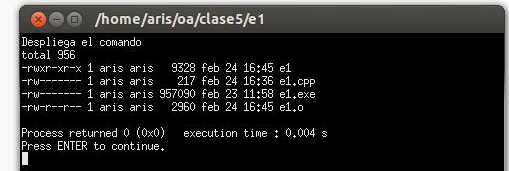 /home/aris/oa/clase5/e1
Despliega el comando
total 956
-rwxr-xr-x 1 aris aris   9328 feb 24 16:45 e1
-rw------- 1 aris aris    217 feb 24 16:36 e1.cpp
-rw------- 1 aris aris 957090 feb 23 11:58 e1.exe
-rw-r--r-- 1 aris aris   2960 feb 24 16:45 e1.o
Process returned 0 (0x0)   execution time : 0.004 s
Press ENTER to continue.